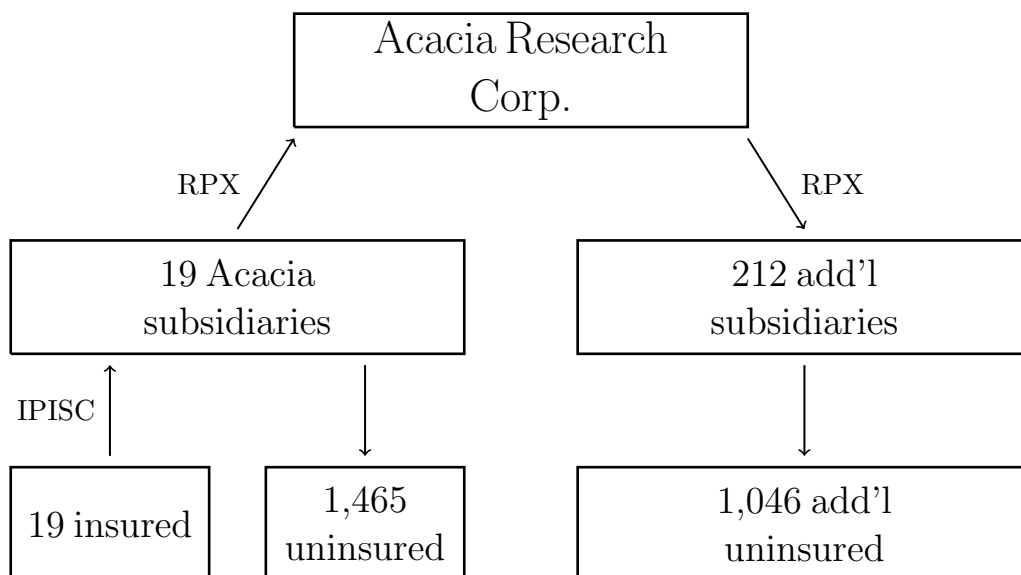 Acacia Research
Corp.
RPX
RPX
19 Acacia
subsidiaries
212 add'l
subsidiaries
IPISC
19 insured
1,465
uninsured
1,046 add'l
uninsured